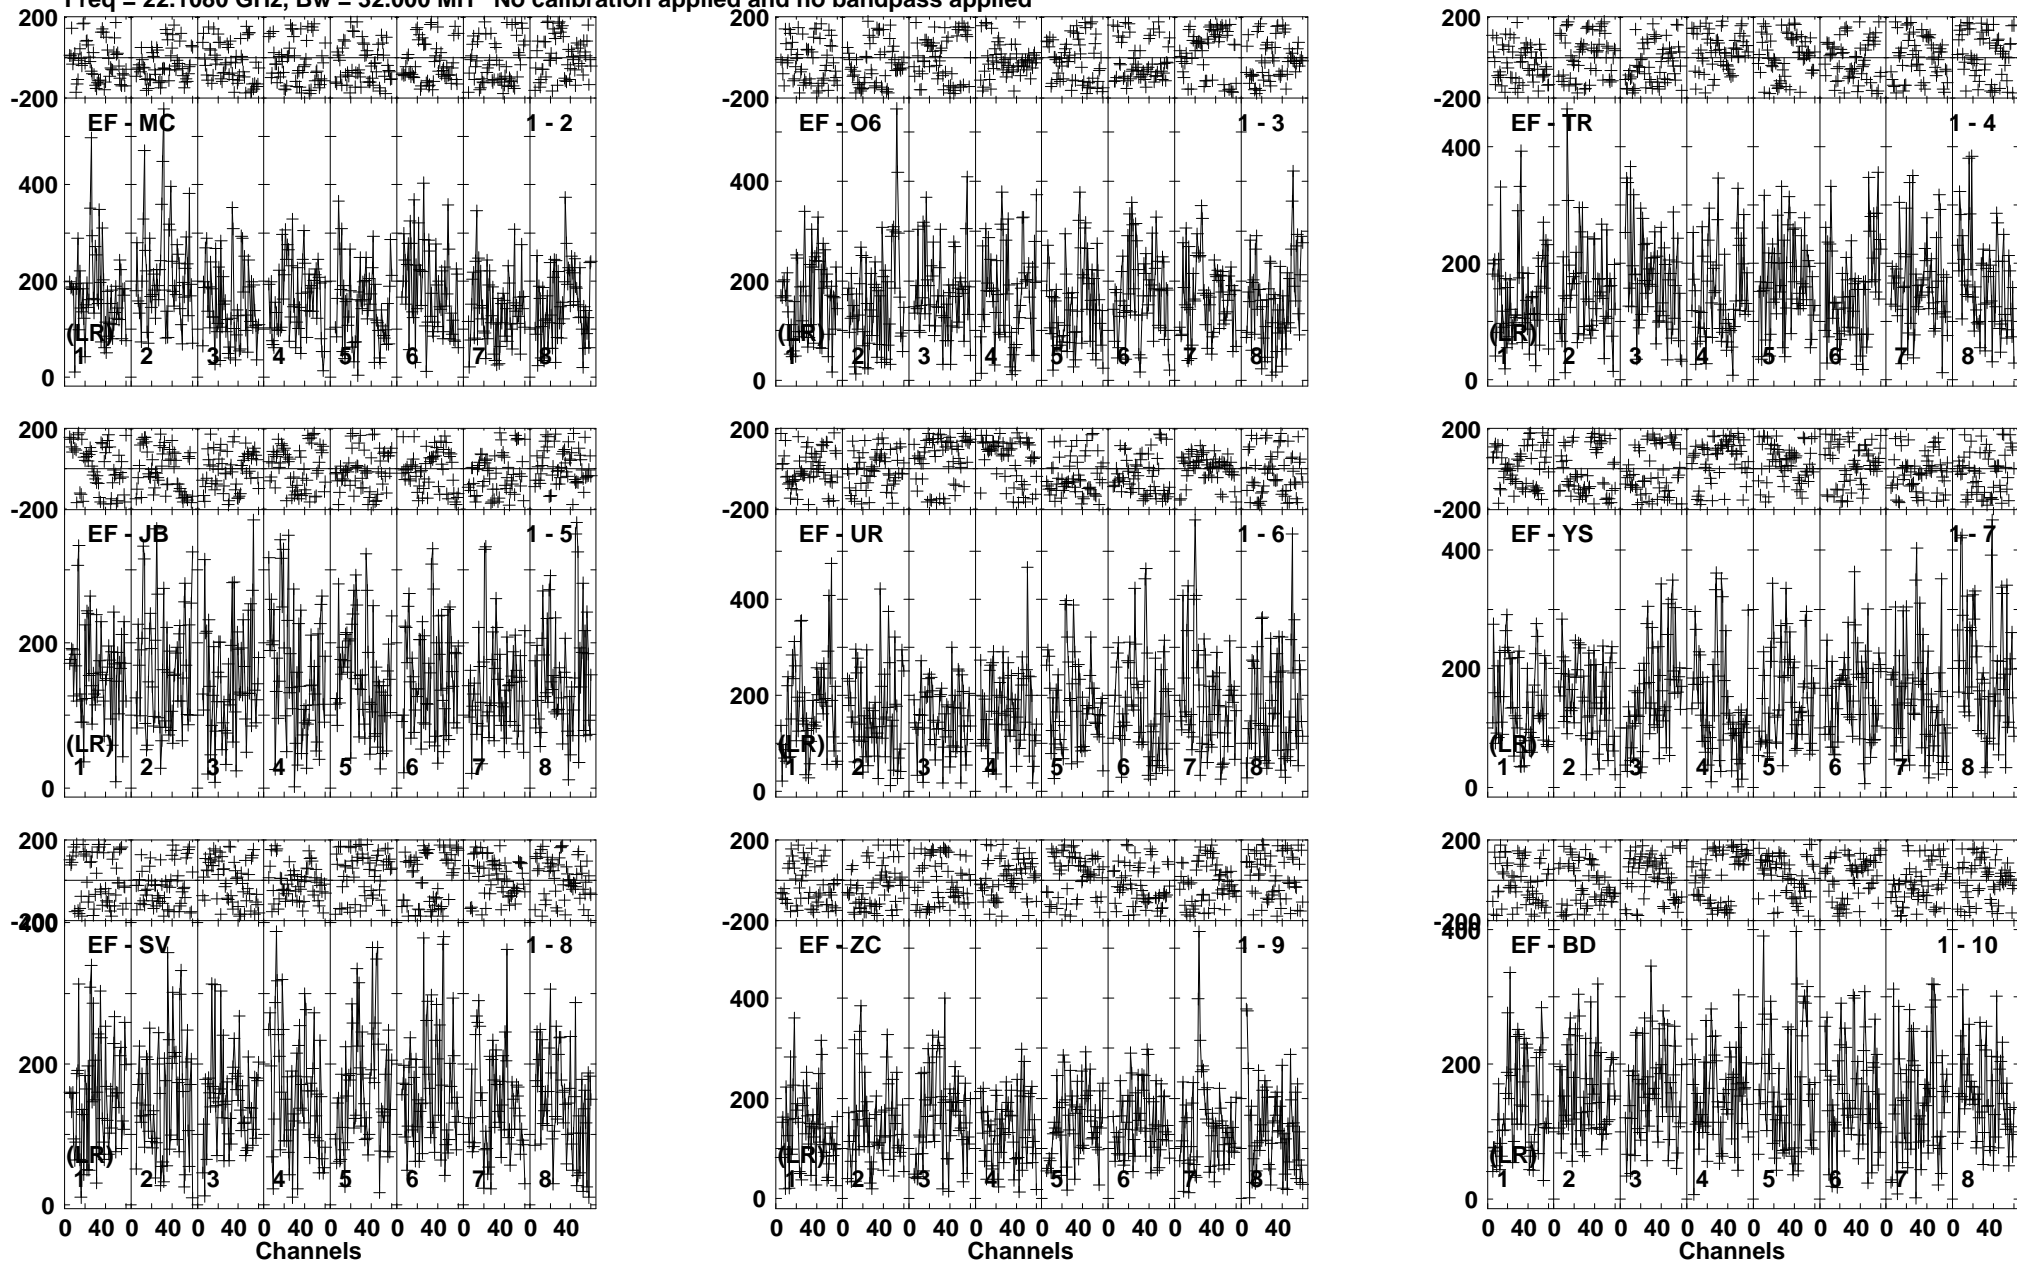 Freq = 22.1080 GHz, Bw = 32.000 MH No calibration applied and no bandpass applied
200 200 200
-200 -200 -200
EF - MC 1 - 2 EF - O6 1 - 3 EF - TR 1 - 4
400 400 400
200 200 200
(LR) (LR) (LR)
1 2 3 4 5 6 7 8 1 2 3 4 5 6 7 8 1 2 3 4 5 6 7 8
0 0 0
200 200 200
-200 -200 -200
EF - JB 1 - 5 EF - UR 1 - 6 EF - YS 1 - 7
400 400
200 200 200
(LR) (LR) (LR)
1 2 3 4 5 6 7 8 1 2 3 4 5 6 7 8 1 2 3 4 5 6 7 8
0 0 0
200 200 200
-200 -200 -200
400 400
EF - SV 1 - 8 EF - ZC 1 - 9 EF - BD 1 - 10
400
200 200 200
(LR) (LR) (LR)
1 2 3 4 5 6 7 8 1 2 3 4 5 6 7 8 1 2 3 4 5 6 7 8
0 0 0
0 40 0 40 0 40 0 40 0 40 0 40 0 40 0 40 0 40 0 40 0 40 0 40 0 40 0 40 0 40 0 40 0 40 0 40 0 40 0 40 0 40 0 40 0 40 0 40
Channels Channels Channels